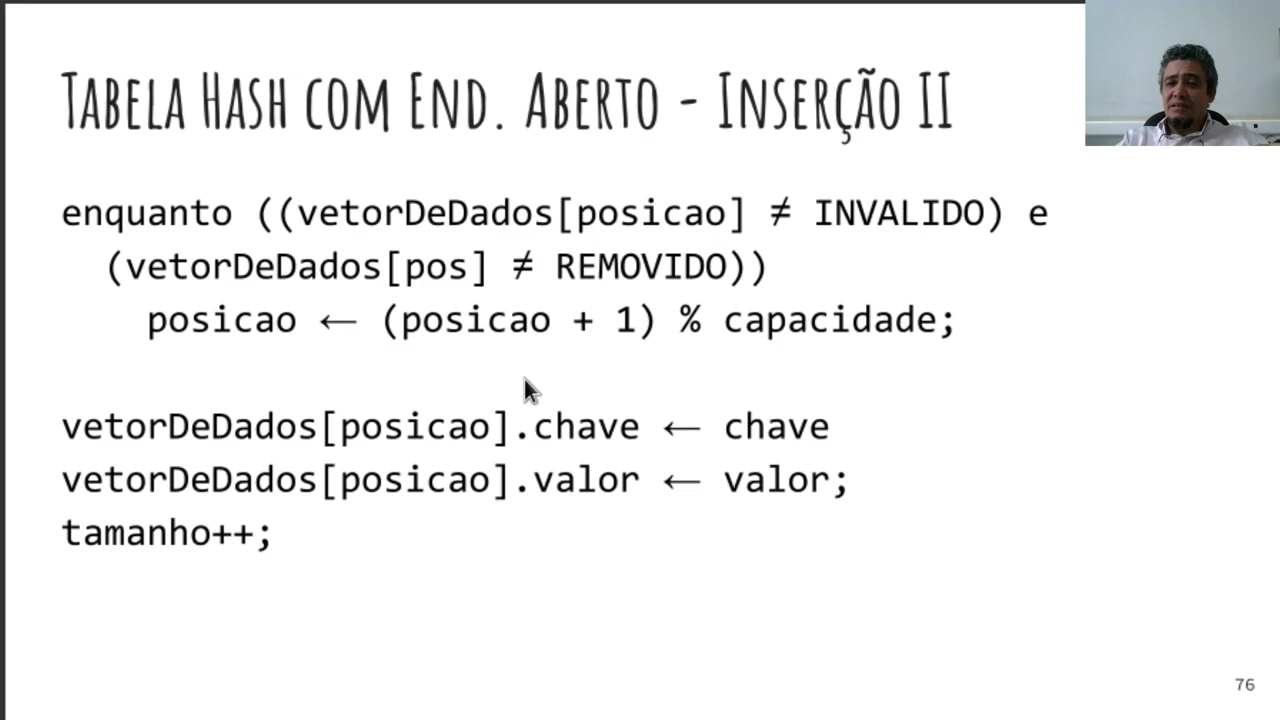 Tabela Hash com End. Aberto - Inserção II
enquanto ((vetorDeDados[posicao] ≠ INVALIDO) e
(vetorDeDados[pos] ≠ REMOVIDO))
posicao ← (posicao + 1) % capacidade;
vetorDeDados[posicao].chave ← chave
vetorDeDados[posicao].valor ← valor;
tamanho++;
76